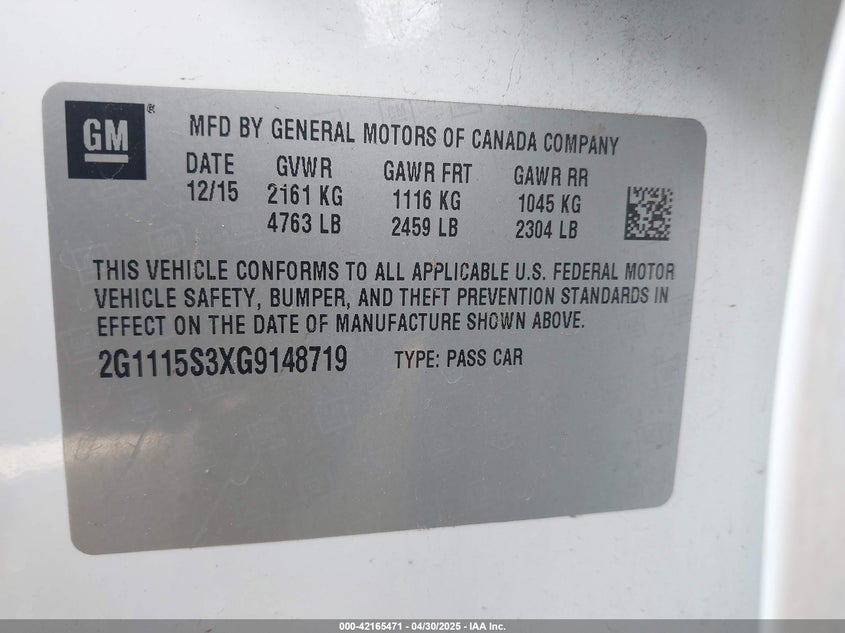 GM ®
MFD BY GENERAL MOTORS OF CANADA COMPANY
DATE GVWR GAWR FRT GAWR RR
12/15 2161 KG 1116 KG 1045 KG
4763 LB 2459 LB 2304 LB
THIS VEHICLE CONFORMS TO ALL APPLICABLE U.S. FEDERAL MOTOR
VEHICLE SAFETY, BUMPER, AND THEFT PREVENTION STANDARDS IN
EFFECT ON THE DATE OF MANUFACTURE SHOWN ABOVE.
2G1115S3XG9148719 TYPE: PASS CAR
000-42165471 | 04/30/2025 - IAA Inc.